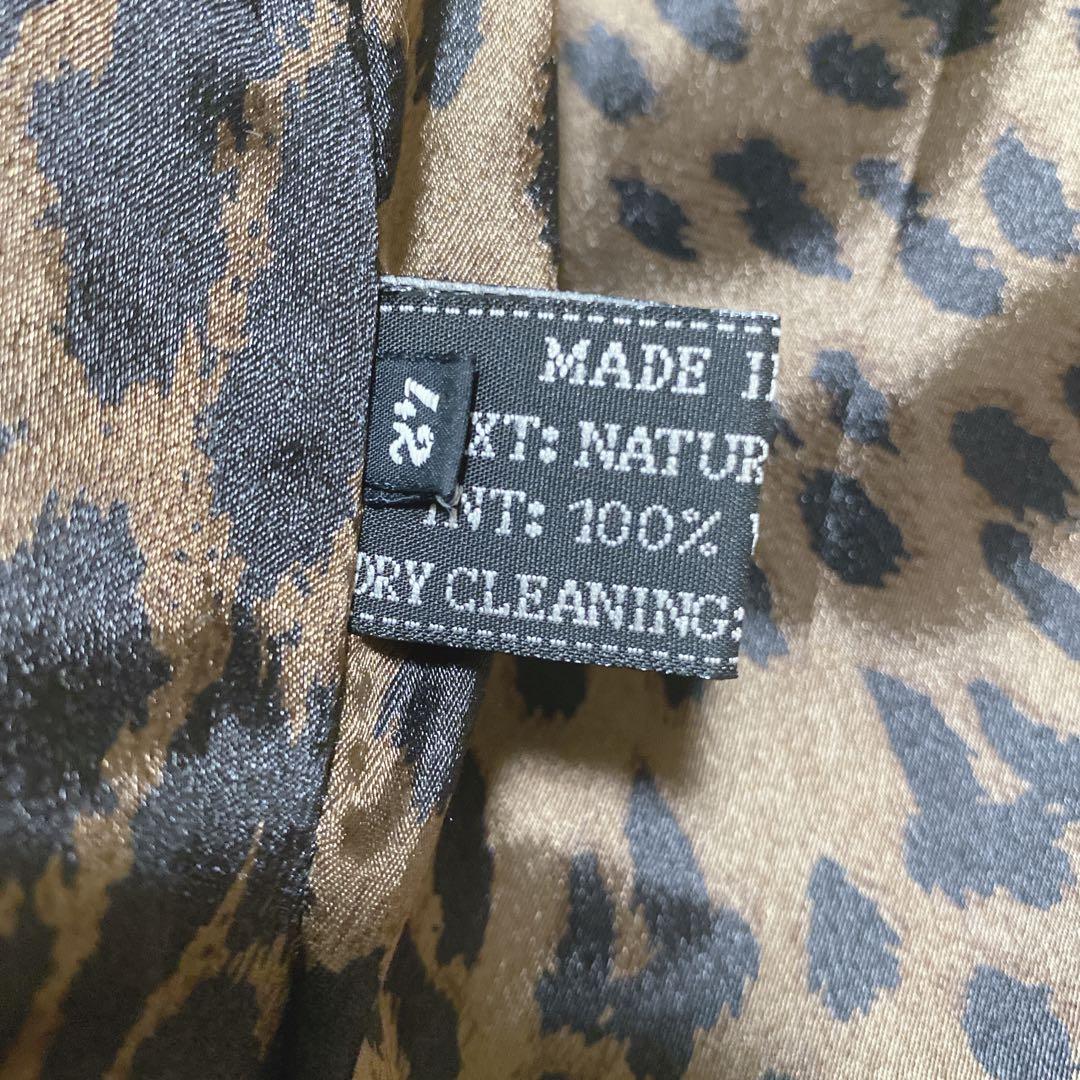 MADE I
XT: NATUR
INT: 100%
DRY CLEANING:
42